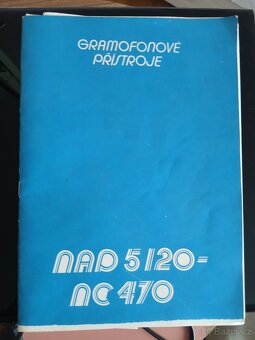 GRAMOFONOVÉ
PŘÍSTROJE
NAD 5120-
NC 470